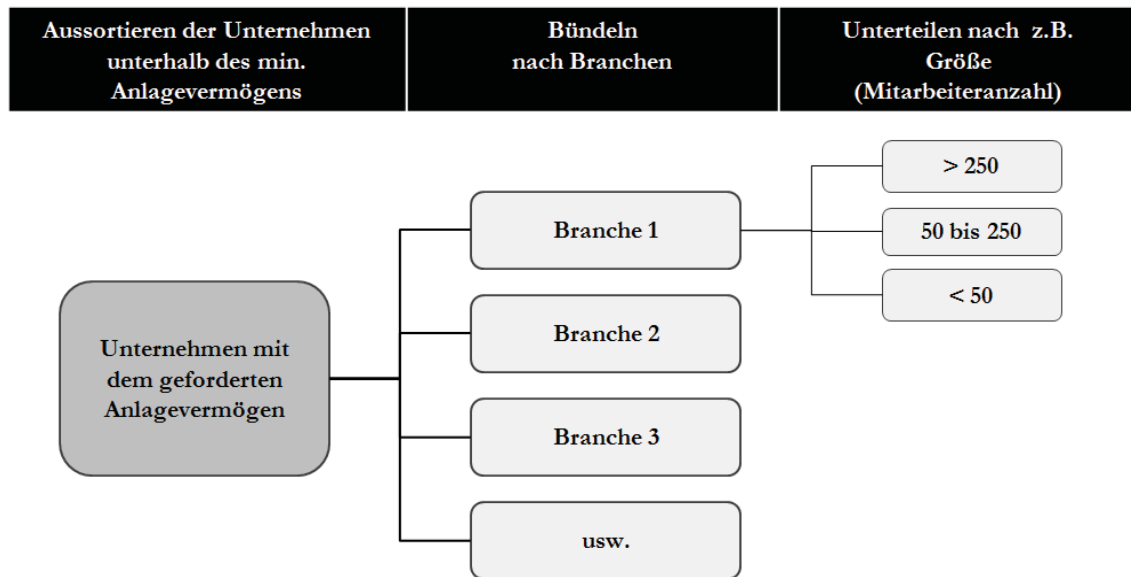 Aussortieren der Unternehmen
unterhalb des min.
Anlagevermögens
Bündeln
nach Branchen
Unterteilen nach z.B.
Größe
(Mitarbeiteranzahl)
Unternehmen mit
dem geforderten
Anlagevermögen
Branche 1
Branche 2
Branche 3
usw.
> 250
50 bis 250
< 50